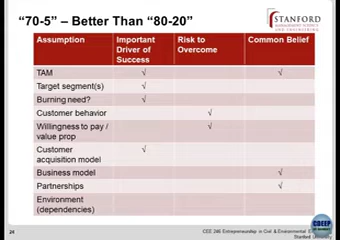 “70-5” – Better Than “80-20”
STANFORD
MANAGEMENT SCIENCE
AND ENGINEERING
Assumption Important Driver of Success Risk to Overcome Common Belief
TAM √ √
Target segment(s) √
Burning need? √
Customer behavior √
Willingness to pay / value prop √
Customer acquisition model √
Business model √
Partnerships √
Environment (dependencies)
24
CEE 246 Entrepreneurship in Civil & Environmental
Stanford University